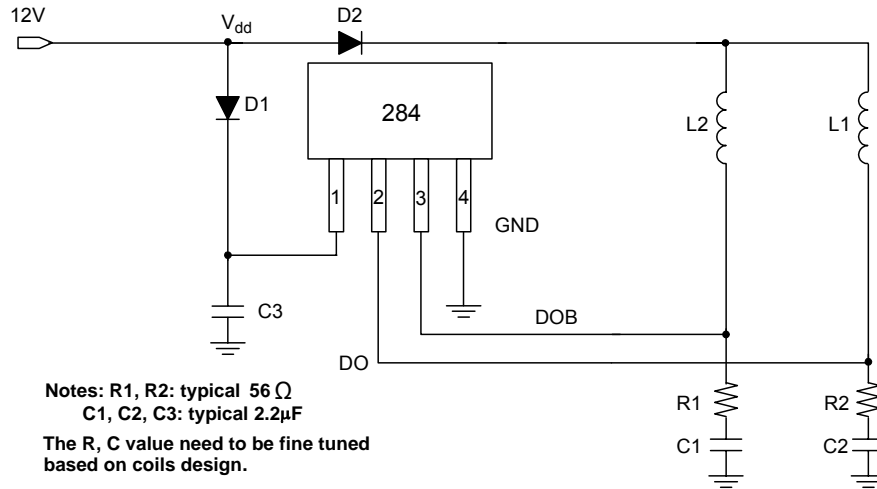 12V
V_dd
D2
D1
284
L2
L1
1
2
3
4
GND
C3
DOB
DO
R1
R2
C1
C2
Notes: R1, R2: typical 56 Ω
C1, C2, C3: typical 2.2µF
The R, C value need to be fine tuned
based on coils design.